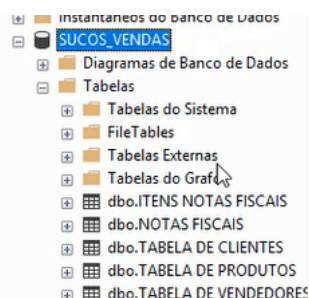 Instantâneos do Banco de Dados
SUCOS_VENDAS
Diagramas de Banco de Dados
Tabelas
Tabelas do Sistema
FileTables
Tabelas Externas
Tabelas do Grafo
dbo.ITENS NOTAS FISCAIS
dbo.NOTAS FISCAIS
dbo.TABELA DE CLIENTES
dbo.TABELA DE PRODUTOS
dbo.TABELA DE VENDEDORES